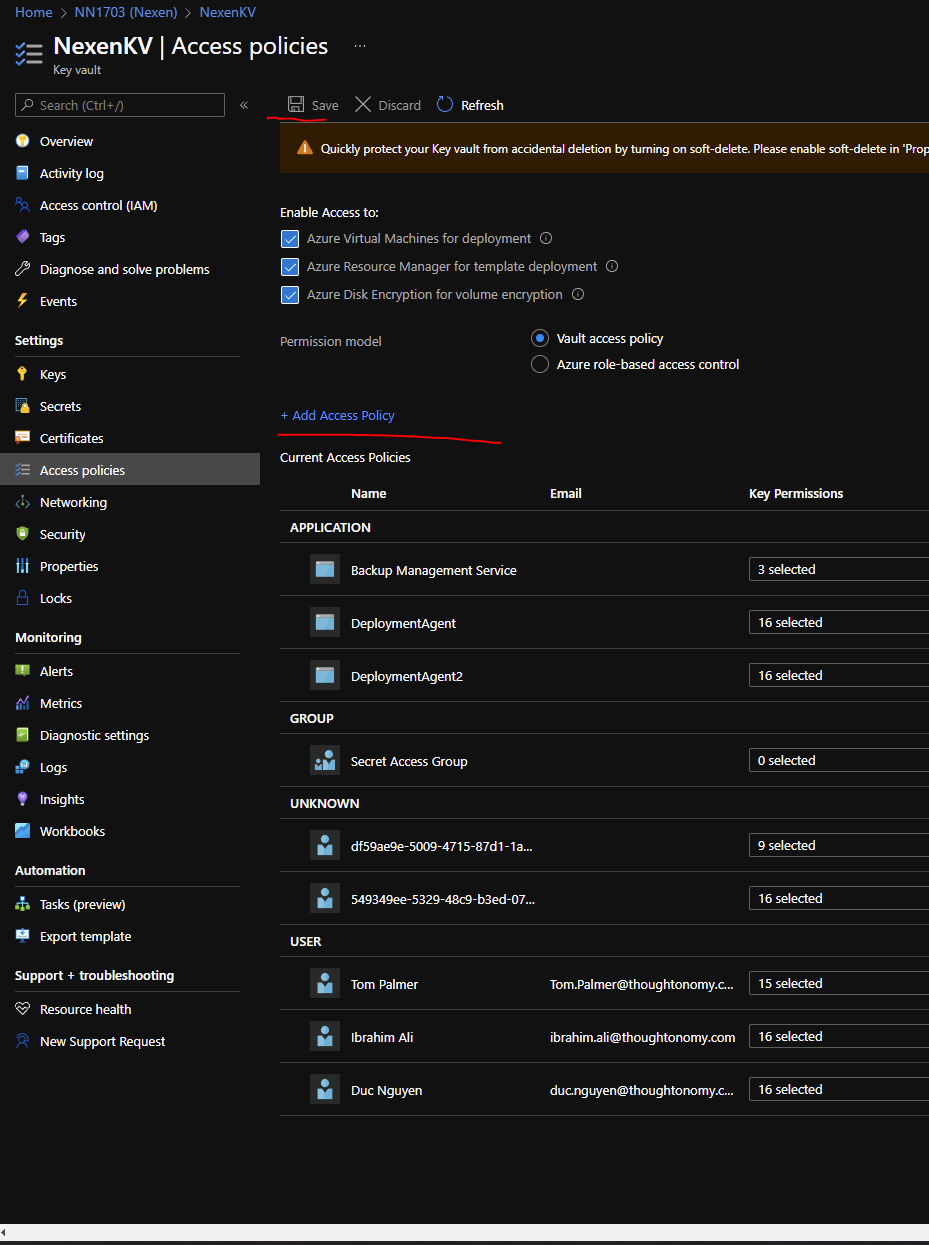 Home > NN1703 (Nexen) > NexenKV
NexenKV | Access policies ...
Key vault
Search (Ctrl+/)
«
Save
Discard
Refresh
Quickly protect your Key vault from accidental deletion by turning on soft-delete. Please enable soft-delete in 'Prop
Overview
Activity log
Access control (IAM)
Tags
Diagnose and solve problems
Events
Settings
Keys
Secrets
Certificates
Access policies
Networking
Security
Properties
Locks
Monitoring
Alerts
Metrics
Diagnostic settings
Logs
Insights
Workbooks
Automation
Tasks (preview)
Export template
Support + troubleshooting
Resource health
New Support Request
Enable Access to:
Azure Virtual Machines for deployment
Azure Resource Manager for template deployment
Azure Disk Encryption for volume encryption
Permission model
Vault access policy
Azure role-based access control
+ Add Access Policy
Current Access Policies
Name Email Key Permissions
APPLICATION
Backup Management Service 3 selected
DeploymentAgent 16 selected
DeploymentAgent2 16 selected
GROUP
Secret Access Group 0 selected
UNKNOWN
df59ae9e-5009-4715-87d1-1a... 9 selected
549349ee-5329-48c9-b3ed-07... 16 selected
USER
Tom Palmer Tom.Palmer@thoughtonomy.c... 15 selected
Ibrahim Ali ibrahim.ali@thoughtonomy.com 16 selected
Duc Nguyen duc.nguyen@thoughtonomy.c... 16 selected